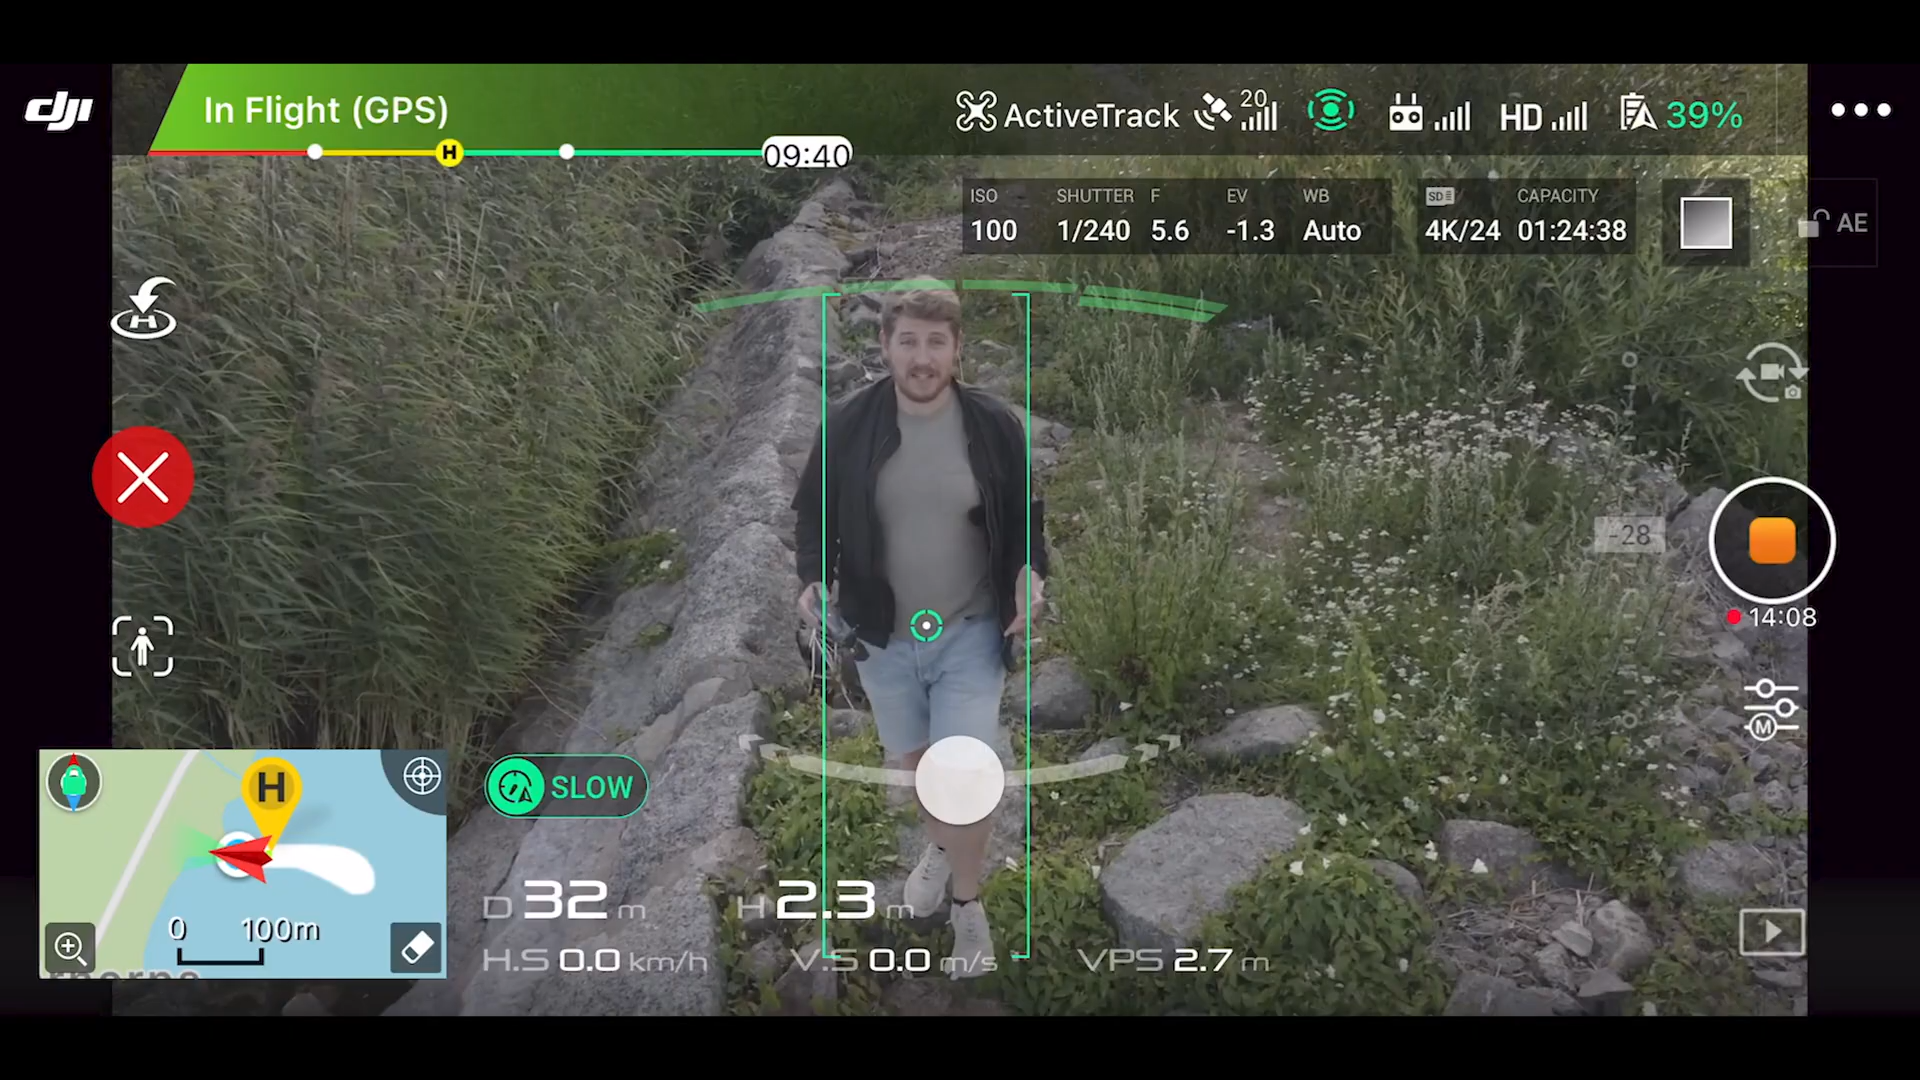 dji
In Flight (GPS)
ActiveTrack
20
HD
39%
H
09:40
ISO
SHUTTER
F
EV
WB
SD
CAPACITY
100
1/240
5.6
-1.3
Auto
4K/24
01:24:38
AE
H
-28
14:08
M
H
SLOW
0
100m
D 32 m
H 2.3 m
H.S 0.0 km/h
V.S 0.0 m/s
VPS 2.7 m